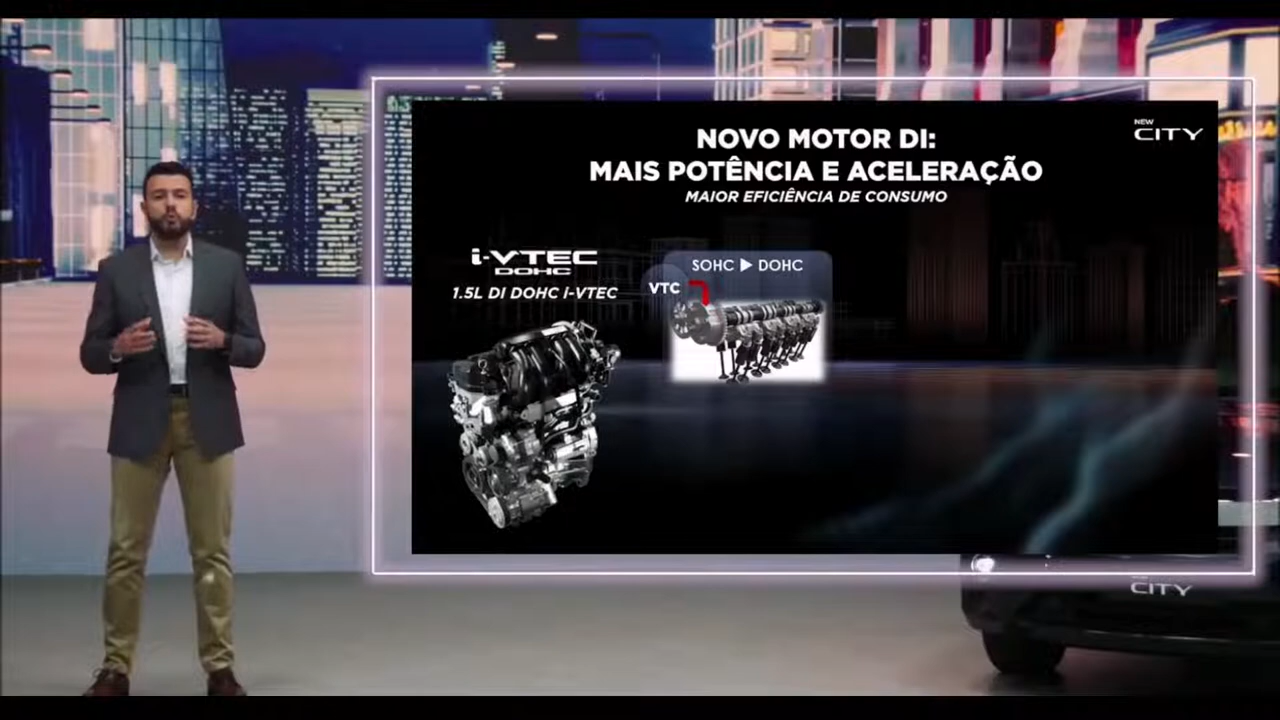 NEW
CITY
NOVO MOTOR DI:
MAIS POTÊNCIA E ACELERAÇÃO
MAIOR EFICIÊNCIA DE CONSUMO
i-VTEC
DOHC
1.5L DI DOHC i-VTEC
SOHC ▶ DOHC
VTC
CITY